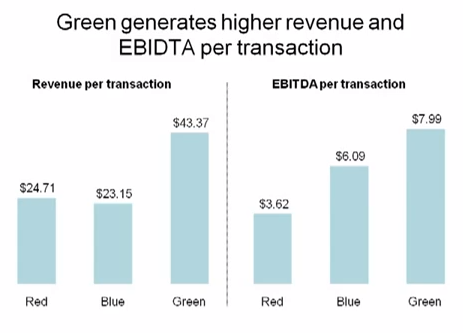 Green generates higher revenue and
EBIDTA per transaction
Revenue per transaction
$24.71
$23.15
$43.37
Red
Blue
Green
EBITDA per transaction
$3.62
$6.09
$7.99
Red
Blue
Green